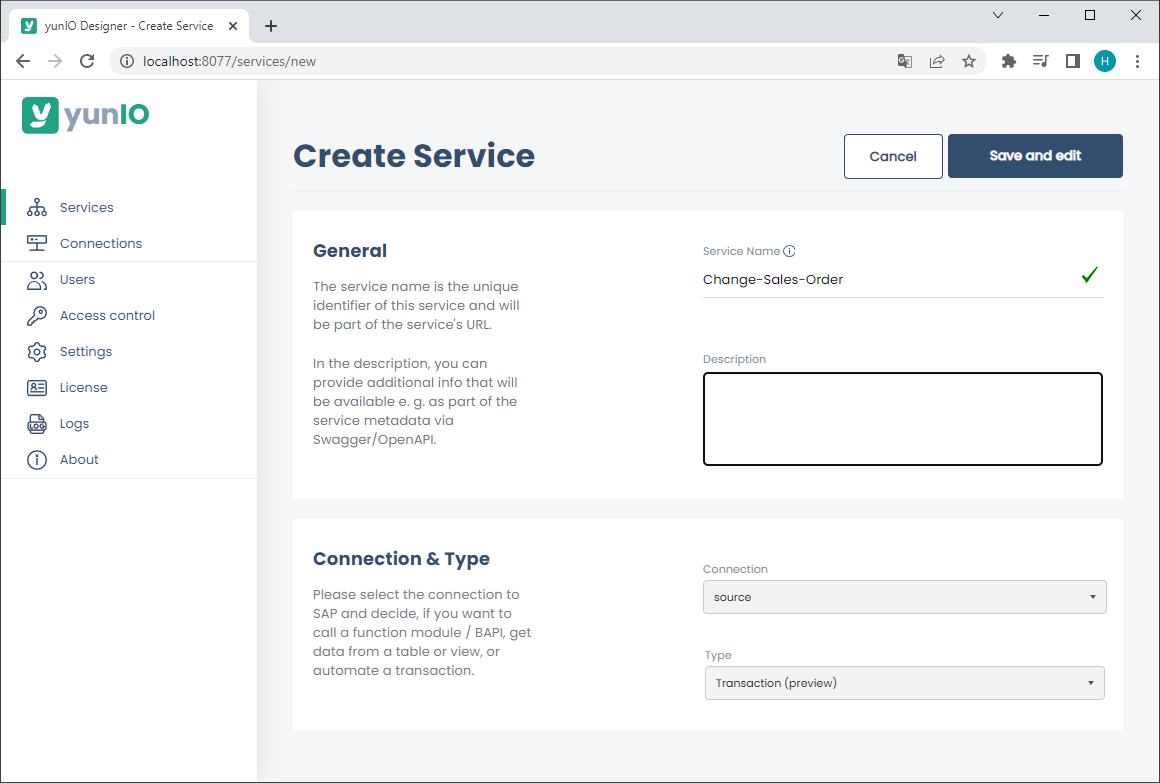 yunIO Designer - Create Service
localhost:8077/services/new
H
yunIO
Services
Connections
Users
Access control
Settings
License
LOG
Logs
About
Create Service
Cancel
Save and edit
General
The service name is the unique
identifier of this service and will
be part of the service's URL.
In the description, you can
provide additional info that will
be available e. g. as part of the
service metadata via
Swagger/OpenAPI.
Service Name
Change-Sales-Order
Description
Connection & Type
Please select the connection to
SAP and decide, if you want to
call a function module / BAPI, get
data from a table or view, or
automate a transaction.
Connection
source
Type
Transaction (preview)